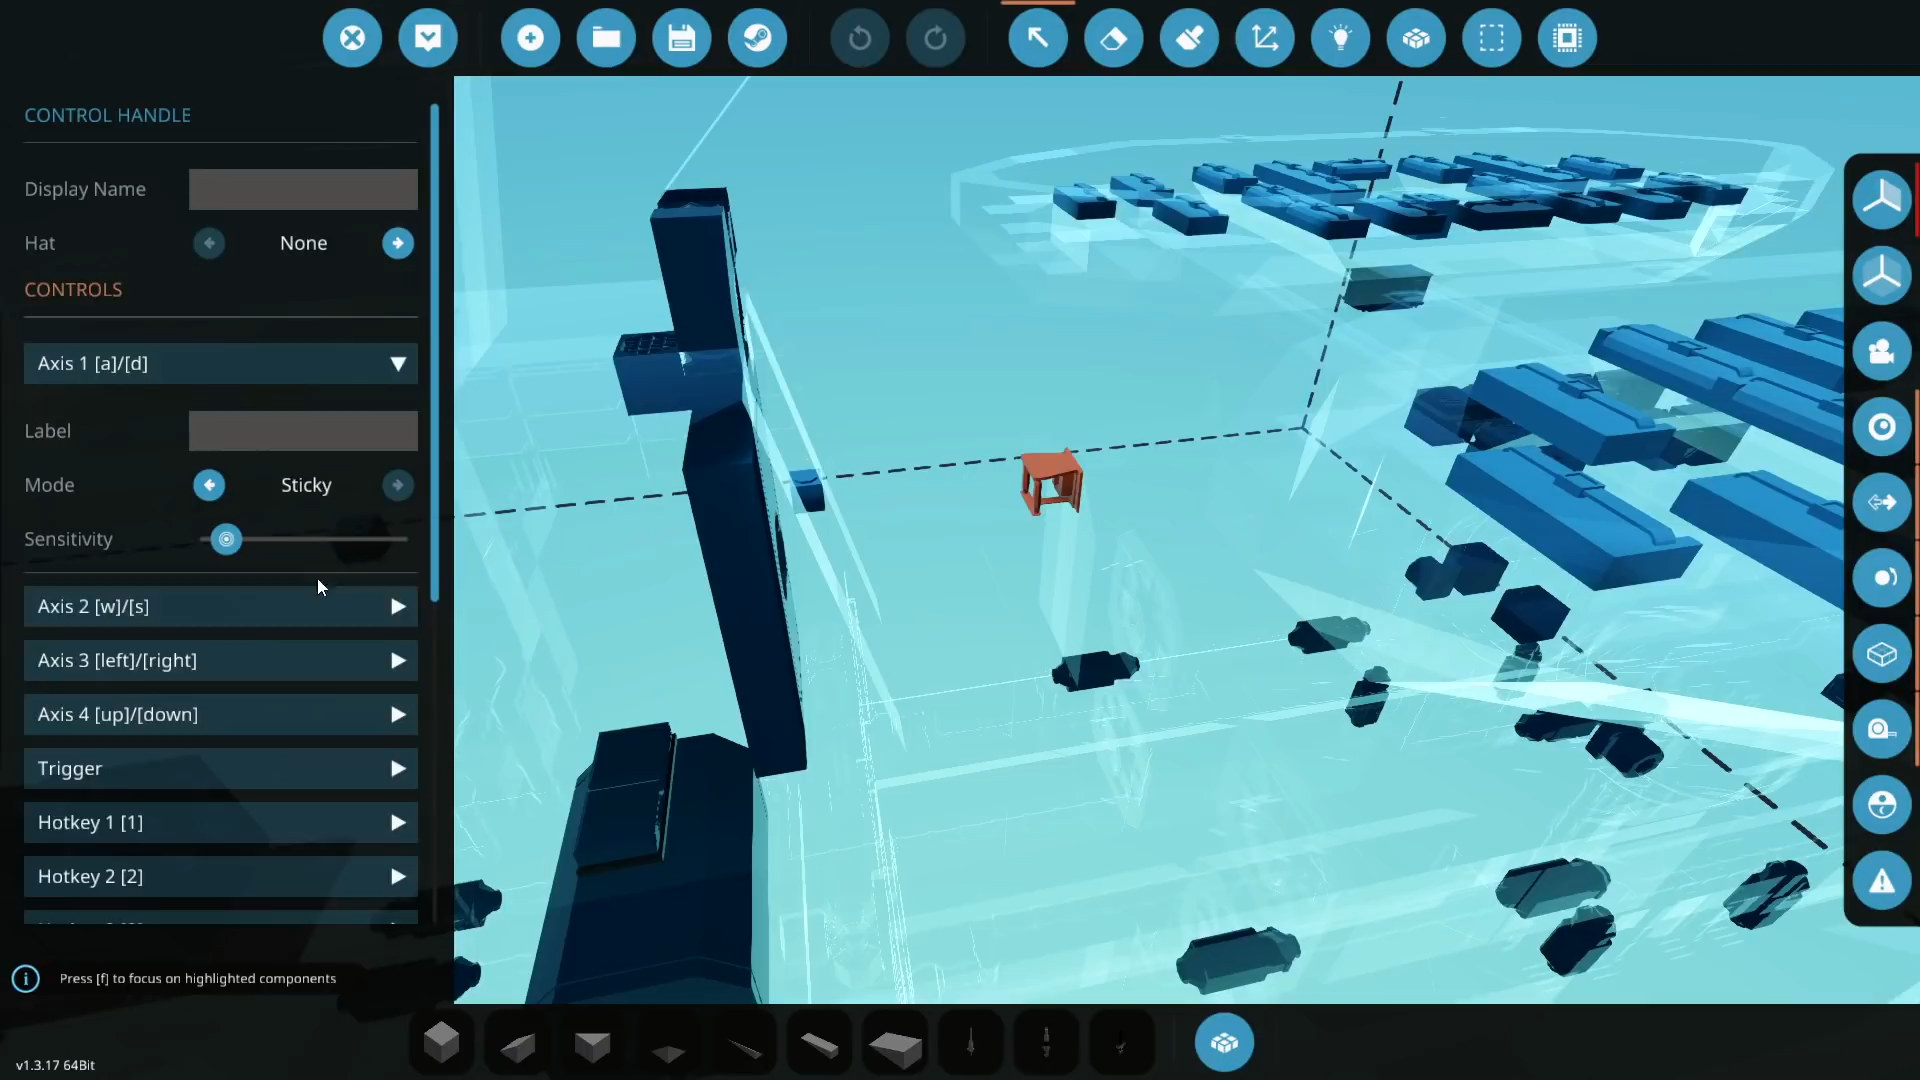 CONTROL HANDLE
Display Name
Hat None
CONTROLS
Axis 1 [a]/[d]
Label
Mode Sticky
Sensitivity
Axis 2 [w]/[s]
Axis 3 [left]/[right]
Axis 4 [up]/[down]
Trigger
Hotkey 1 [1]
Hotkey 2 [2]
Press [f] to focus on highlighted components
v1.3.17 64Bit